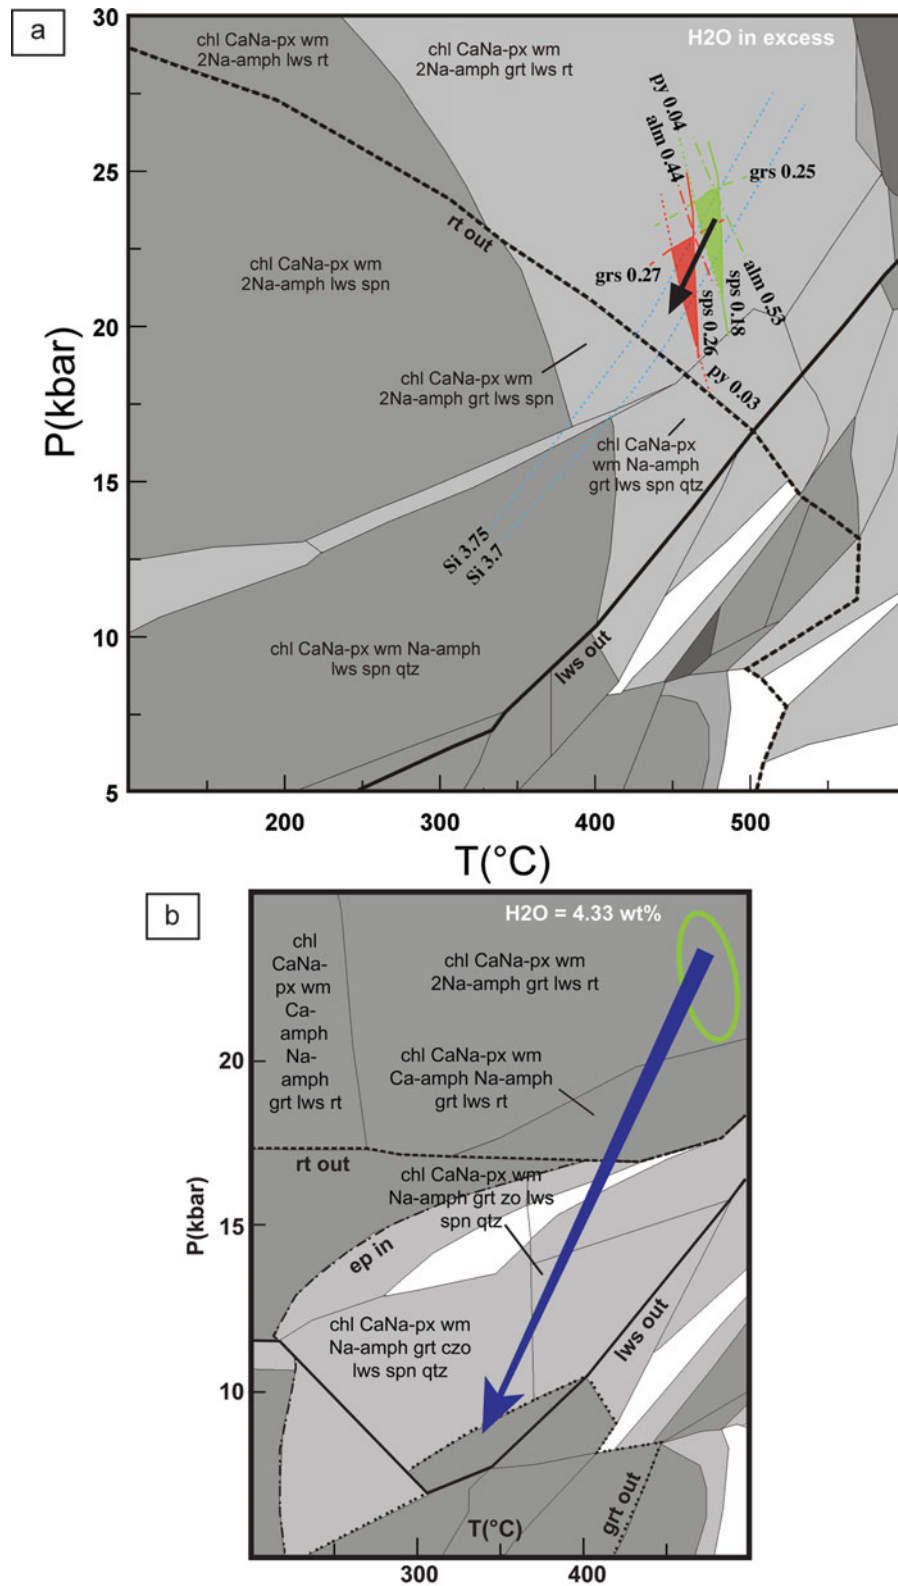 a
30
25
20
15
10
5
P(kbar)
200
300
400
500
T(°C)
H2O in excess
chl CaNa-px wm
2Na-amph lws rt
chl CaNa-px wm
2Na-amph grt lws rt
py 0.04
alm 0.44
grs 0.25
rt out
chl CaNa-px wm
2Na-amph lws spn
grs 0.27
sps 0.26
sps 0.18
alm 0.53
py 0.03
chl CaNa-px wm
2Na-amph grt lws spn
chl CaNa-px
wm Na-amph
grt lws spn qtz
Si 3.75
Si 3.7
lws out
chl CaNa-px wm Na-amph
lws spn qtz
b
H2O = 4.33 wt%
chl
CaNa-
px wm
Ca-
amph
Na-
amph
grt lws rt
chl CaNa-px wm
2Na-amph grt lws rt
chl CaNa-px wm
Ca-amph Na-amph
grt lws rt
20
15
10
P(kbar)
rt out
chl CaNa-px wm
Na-amph grt zo lws
spn qtz
ep in
chl CaNa-px wm
Na-amph grt czo
lws spn qtz
lws out
grt out
T(°C)
300
400